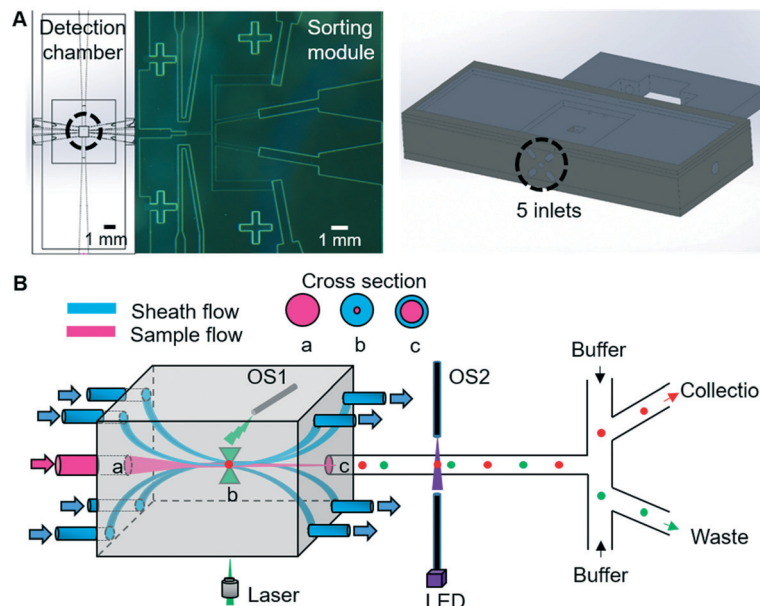 A
Detection
chamber
Sorting
module
1 mm
1 mm
5 inlets
B
Cross section
Sheath flow
Sample flow
a
b
c
OS1
OS2
Buffer
Collectio
a
b
c
Waste
Laser
LED
Buffer